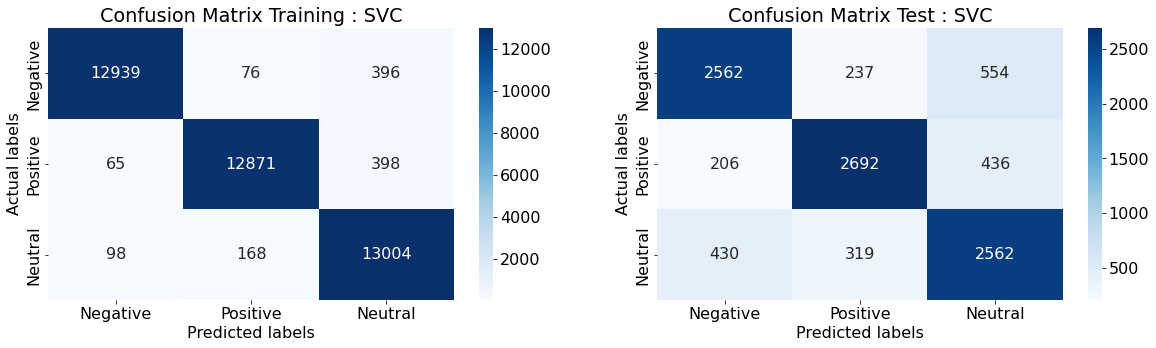 Confusion Matrix Training : SVC
Actual labels
Negative
Positive
Neutral
12939 76 396
65 12871 398
98 168 13004
Negative Positive Neutral
Predicted labels
12000
10000
8000
6000
4000
2000
Confusion Matrix Test : SVC
Actual labels
Negative
Positive
Neutral
2562 237 554
206 2692 436
430 319 2562
Negative Positive Neutral
Predicted labels
2500
2000
1500
1000
500